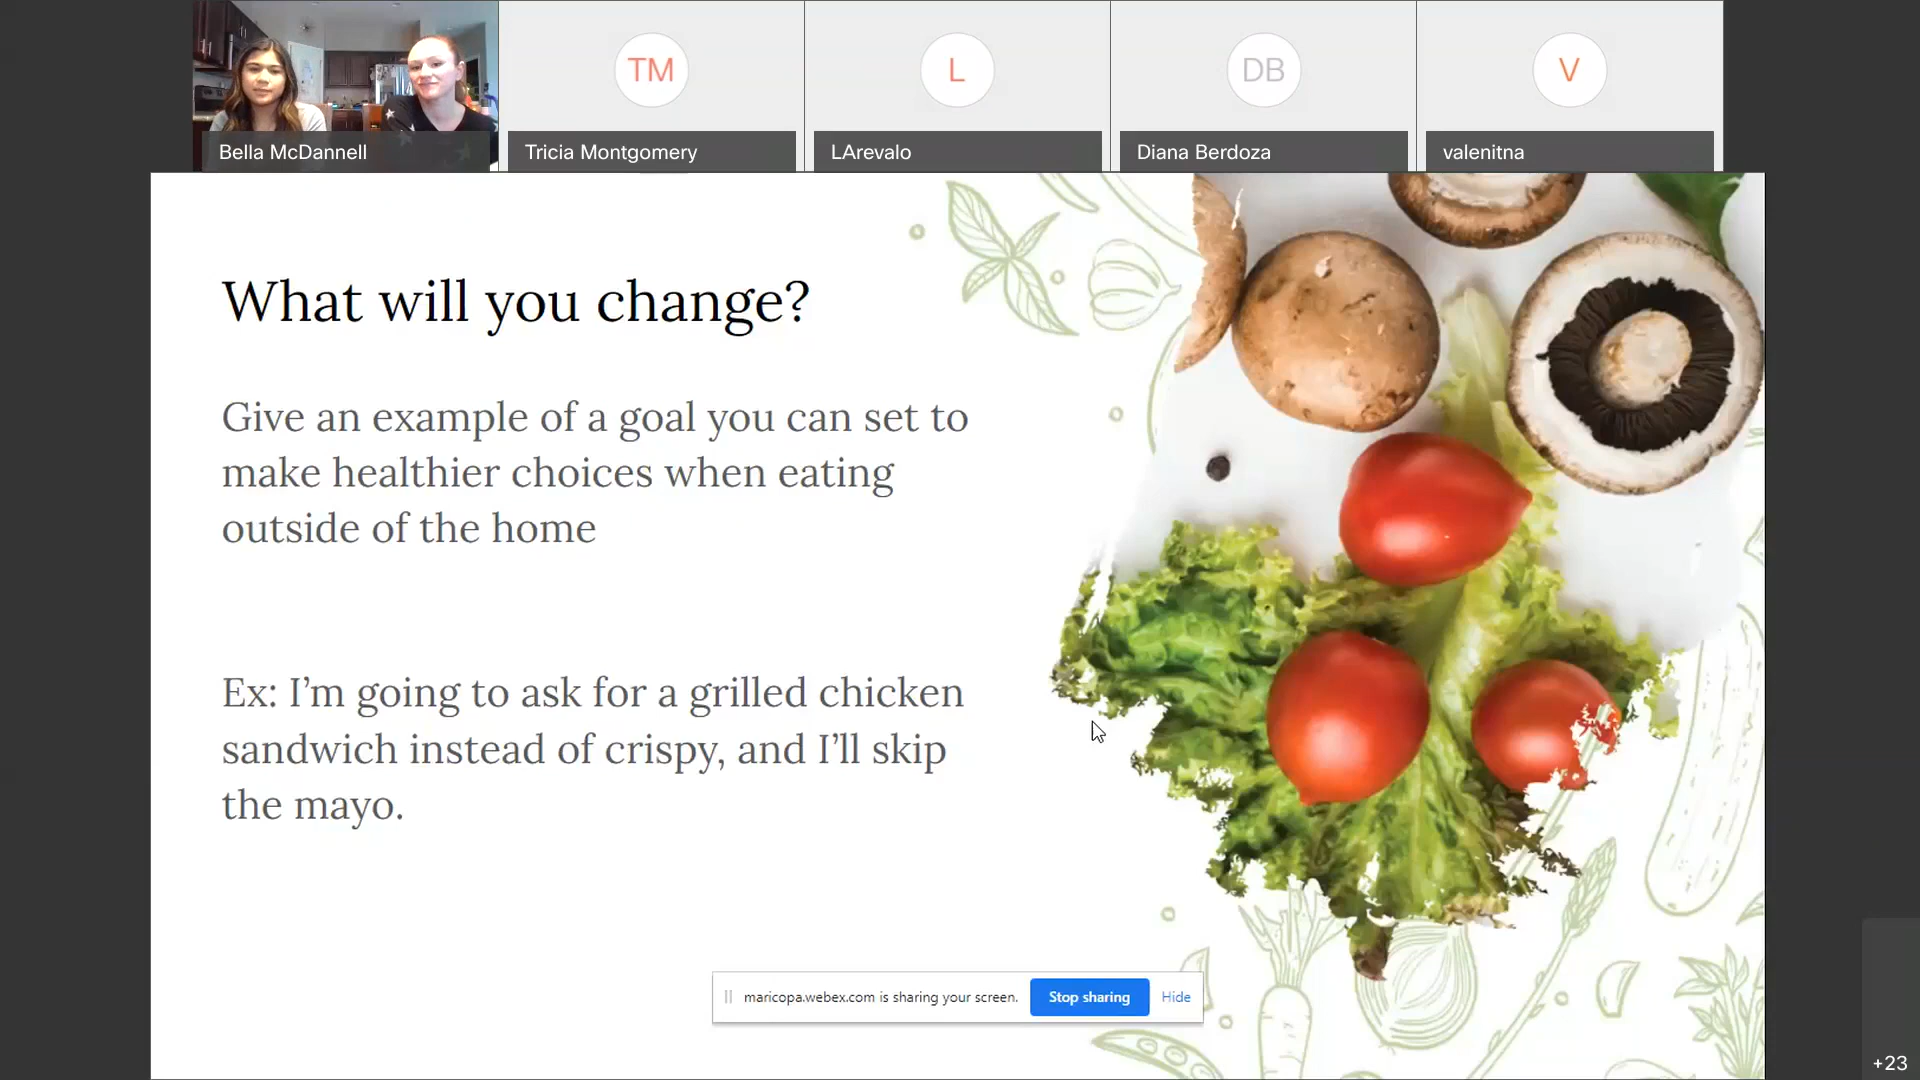 TM
L
DB
V
Bella McDannell
Tricia Montgomery
LArevalo
Diana Berdoza
valenitna
What will you change?
Give an example of a goal you can set to
make healthier choices when eating
outside of the home
Ex: I’m going to ask for a grilled chicken
sandwich instead of crispy, and I’ll skip
the mayo.
maricopa.webex.com is sharing your screen.
Stop sharing
Hide
+23